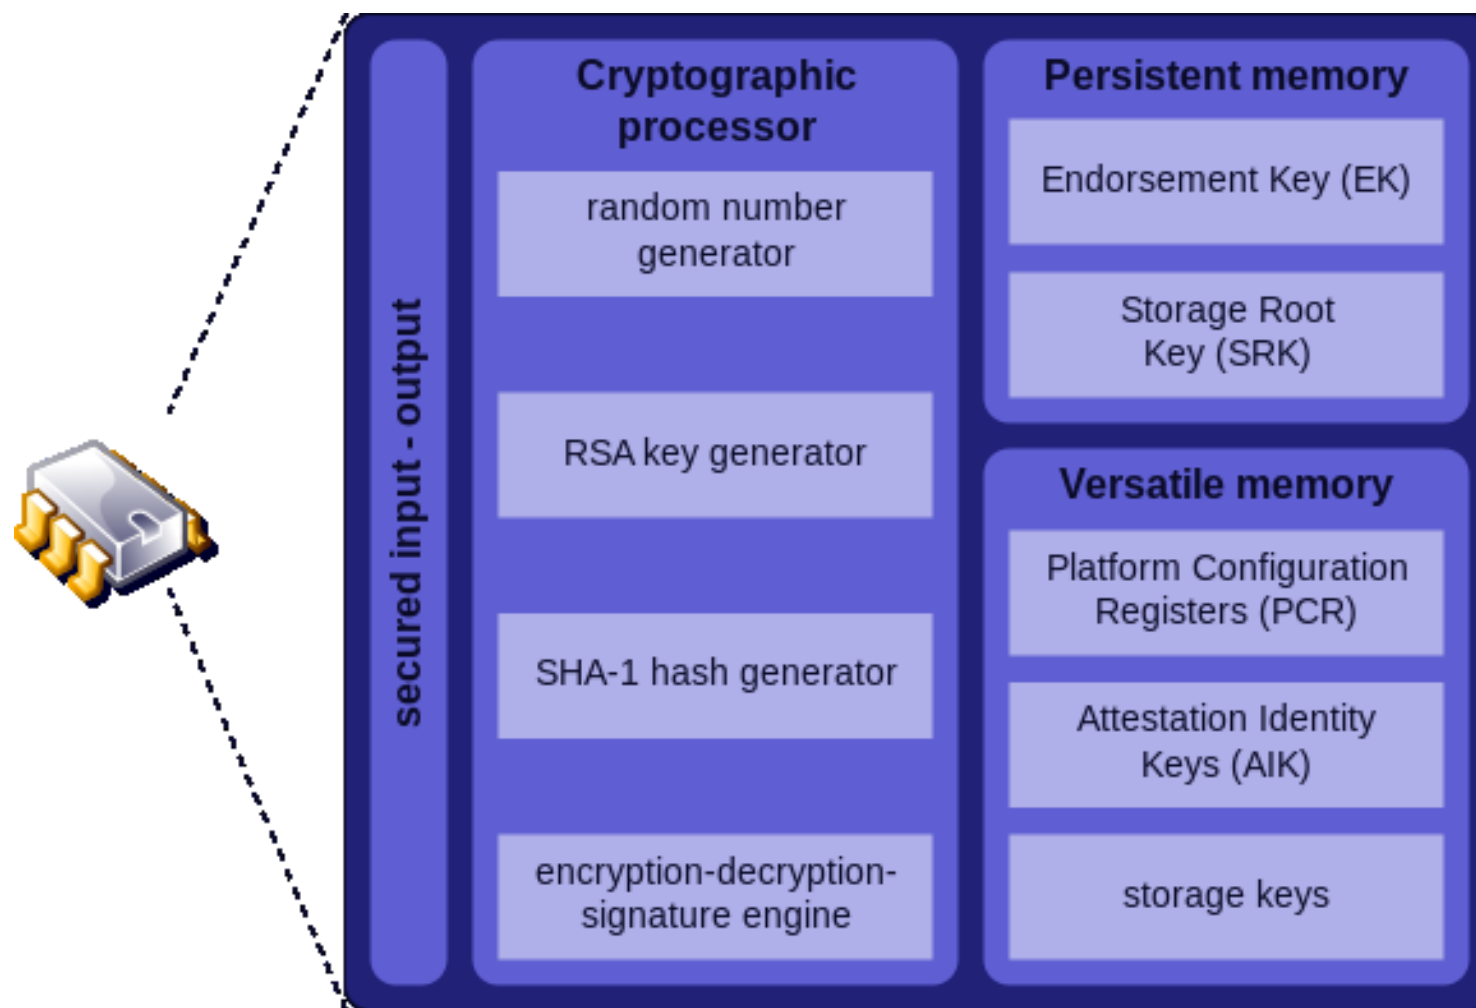 secured input - output
Cryptographic
processor
random number
generator
RSA key generator
SHA-1 hash generator
encryption-decryption-
signature engine
Persistent memory
Endorsement Key (EK)
Storage Root
Key (SRK)
Versatile memory
Platform Configuration
Registers (PCR)
Attestation Identity
Keys (AIK)
storage keys